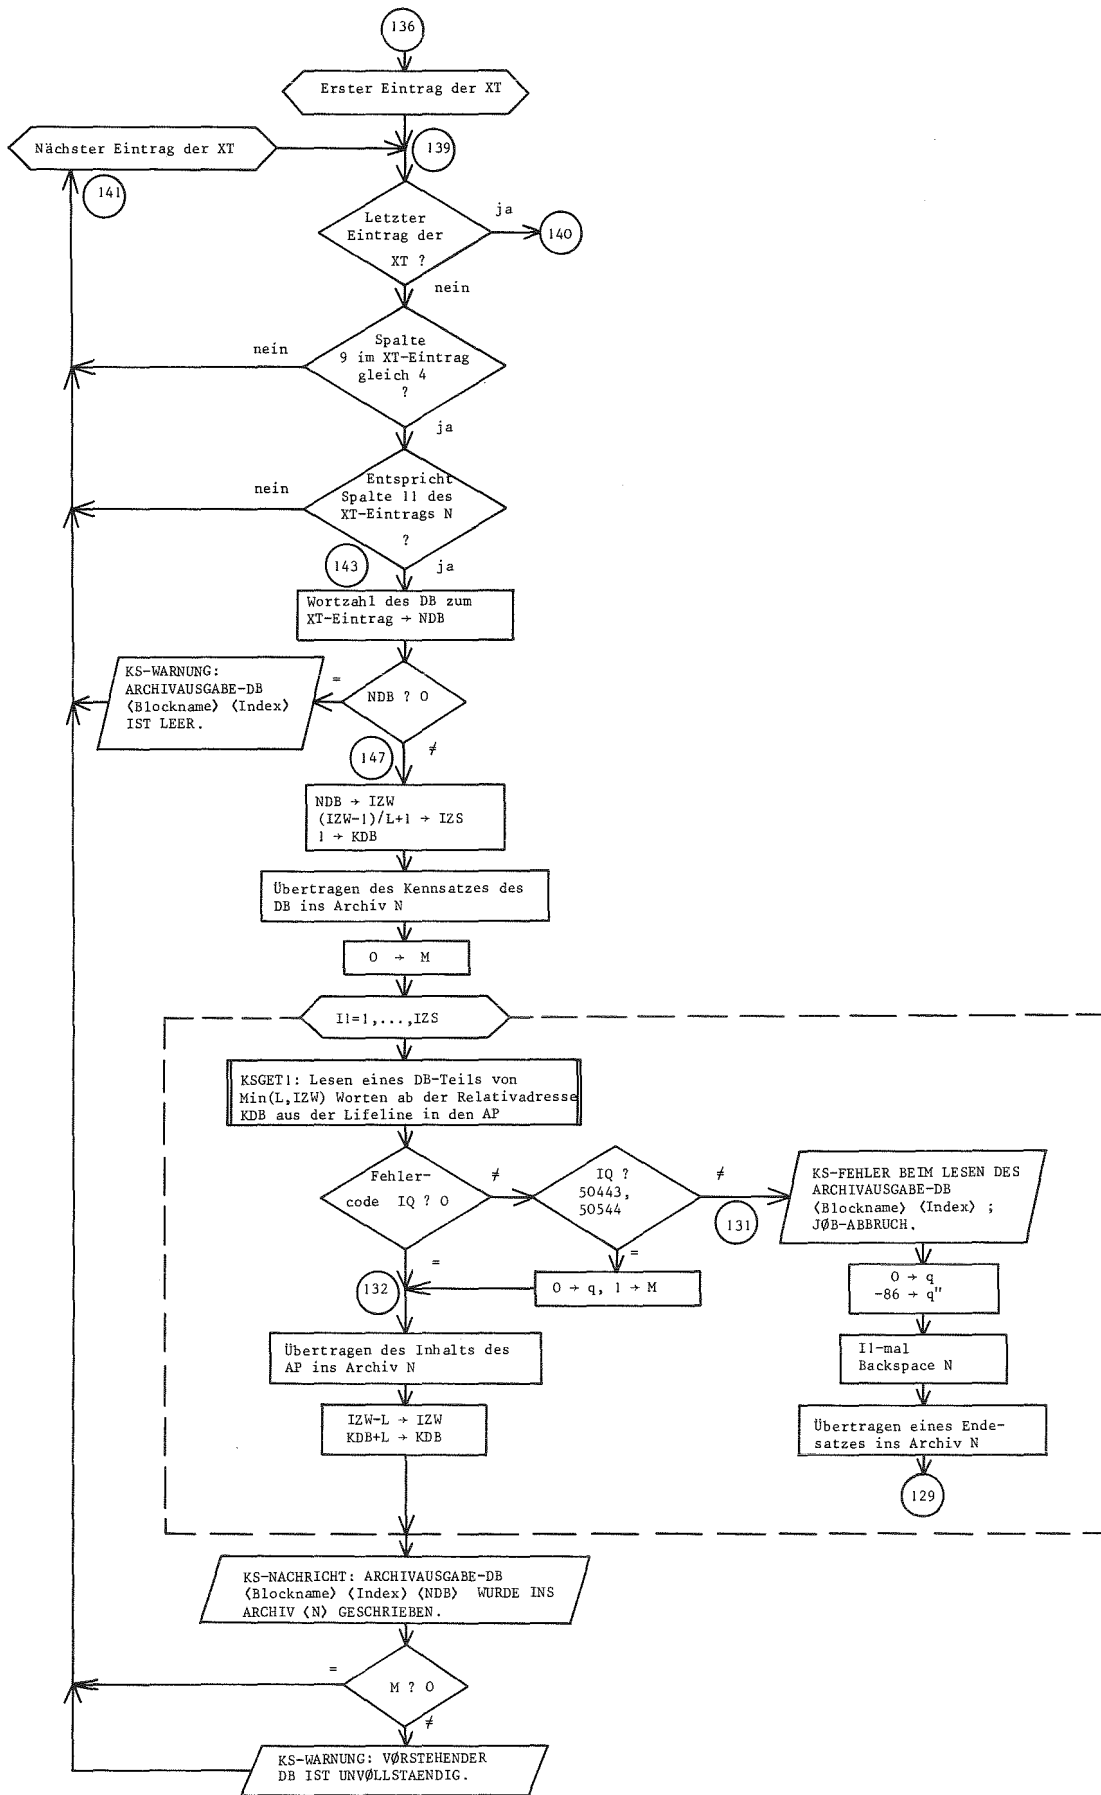 136
Erster Eintrag der XT
Nächster Eintrag der XT
139
141
Letzter
Eintrag der
XT ?
ja
140
nein
Spalte
9 im XT-Eintrag
gleich 4
?
nein
ja
Entspricht
Spalte 11 des
XT-Eintrags N
?
nein
143
ja
Wortzahl des DB zum
XT-Eintrag → NDB
KS-WARNUNG:
ARCHIVAUSGABE-DB
⟨Blockname⟩ ⟨Index⟩
IST LEER.
=
NDB ? O
147
≠
NDB → IZW
(IZW-1)/L+1 → IZS
1 → KDB
Übertragen des Kennsatzes des
DB ins Archiv N
O → M
I1=1,...,IZS
KSGET1: Lesen eines DB-Teils von
Min(L,IZW) Worten ab der Relativadresse
KDB aus der Lifeline in den AP
Fehler-
code IQ ? O
≠
IQ ?
50443,
50544
≠
131
KS-FEHLER BEIM LESEN DES
ARCHIVAUSGABE-DB
⟨Blockname⟩ ⟨Index⟩ ;
JØB-ABBRUCH.
=
=
132
O → q, 1 → M
O → q
-86 → q"
Übertragen des Inhalts des
AP ins Archiv N
I1-mal
Backspace N
IZW-L → IZW
KDB+L → KDB
Übertragen eines Ende-
satzes ins Archiv N
129
KS-NACHRICHT: ARCHIVAUSGABE-DB
⟨Blockname⟩ ⟨Index⟩ ⟨NDB⟩ WURDE INS
ARCHIV ⟨N⟩ GESCHRIEBEN.
=
M ? O
≠
KS-WARNUNG: VØRSTEHENDER
DB IST UNVØLLSTAENDIG.